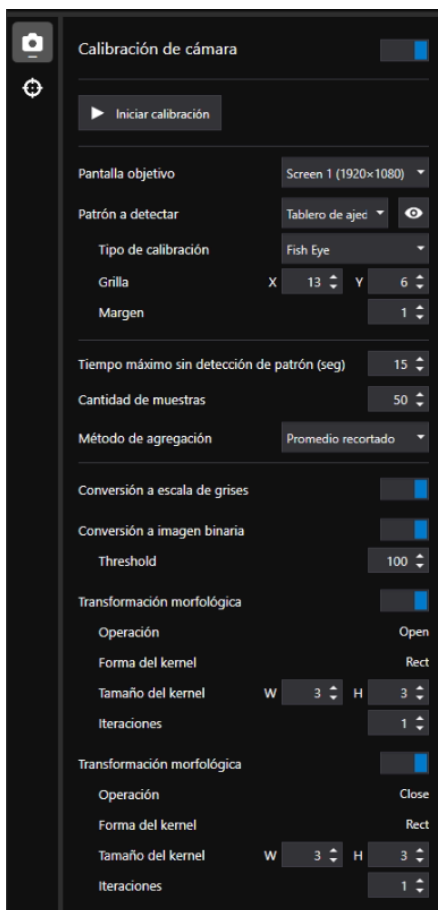 Calibración de cámara
Iniciar calibración
Pantalla objetivo Screen 1 (1920×1080)
Patrón a detectar Tablero de ajed
Tipo de calibración Fish Eye
Grilla X 13 Y 6
Margen 1
Tiempo máximo sin detección de patrón (seg) 15
Cantidad de muestras 50
Método de agregación Promedio recortado
Conversión a escala de grises
Conversión a imagen binaria
Threshold 100
Transformación morfológica
Operación Open
Forma del kernel Rect
Tamaño del kernel W 3 H 3
Iteraciones 1
Transformación morfológica
Operación Close
Forma del kernel Rect
Tamaño del kernel W 3 H 3
Iteraciones 1